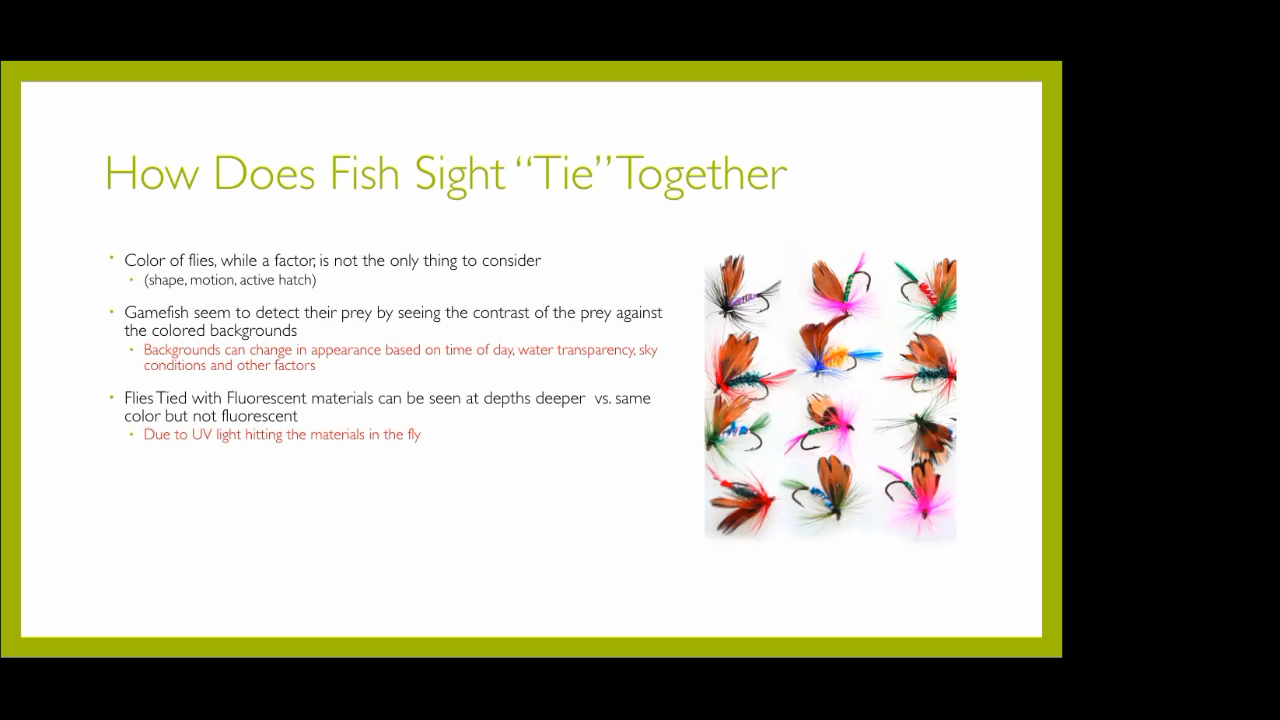 How Does Fish Sight “Tie” Together
Color of flies, while a factor, is not the only thing to consider
(shape, motion, active hatch)
Gamefish seem to detect their prey by seeing the contrast of the prey against
the colored backgrounds
Backgrounds can change in appearance based on time of day, water transparency, sky
conditions and other factors
Flies Tied with Fluorescent materials can be seen at depths deeper vs. same
color but not fluorescent
Due to UV light hitting the materials in the fly